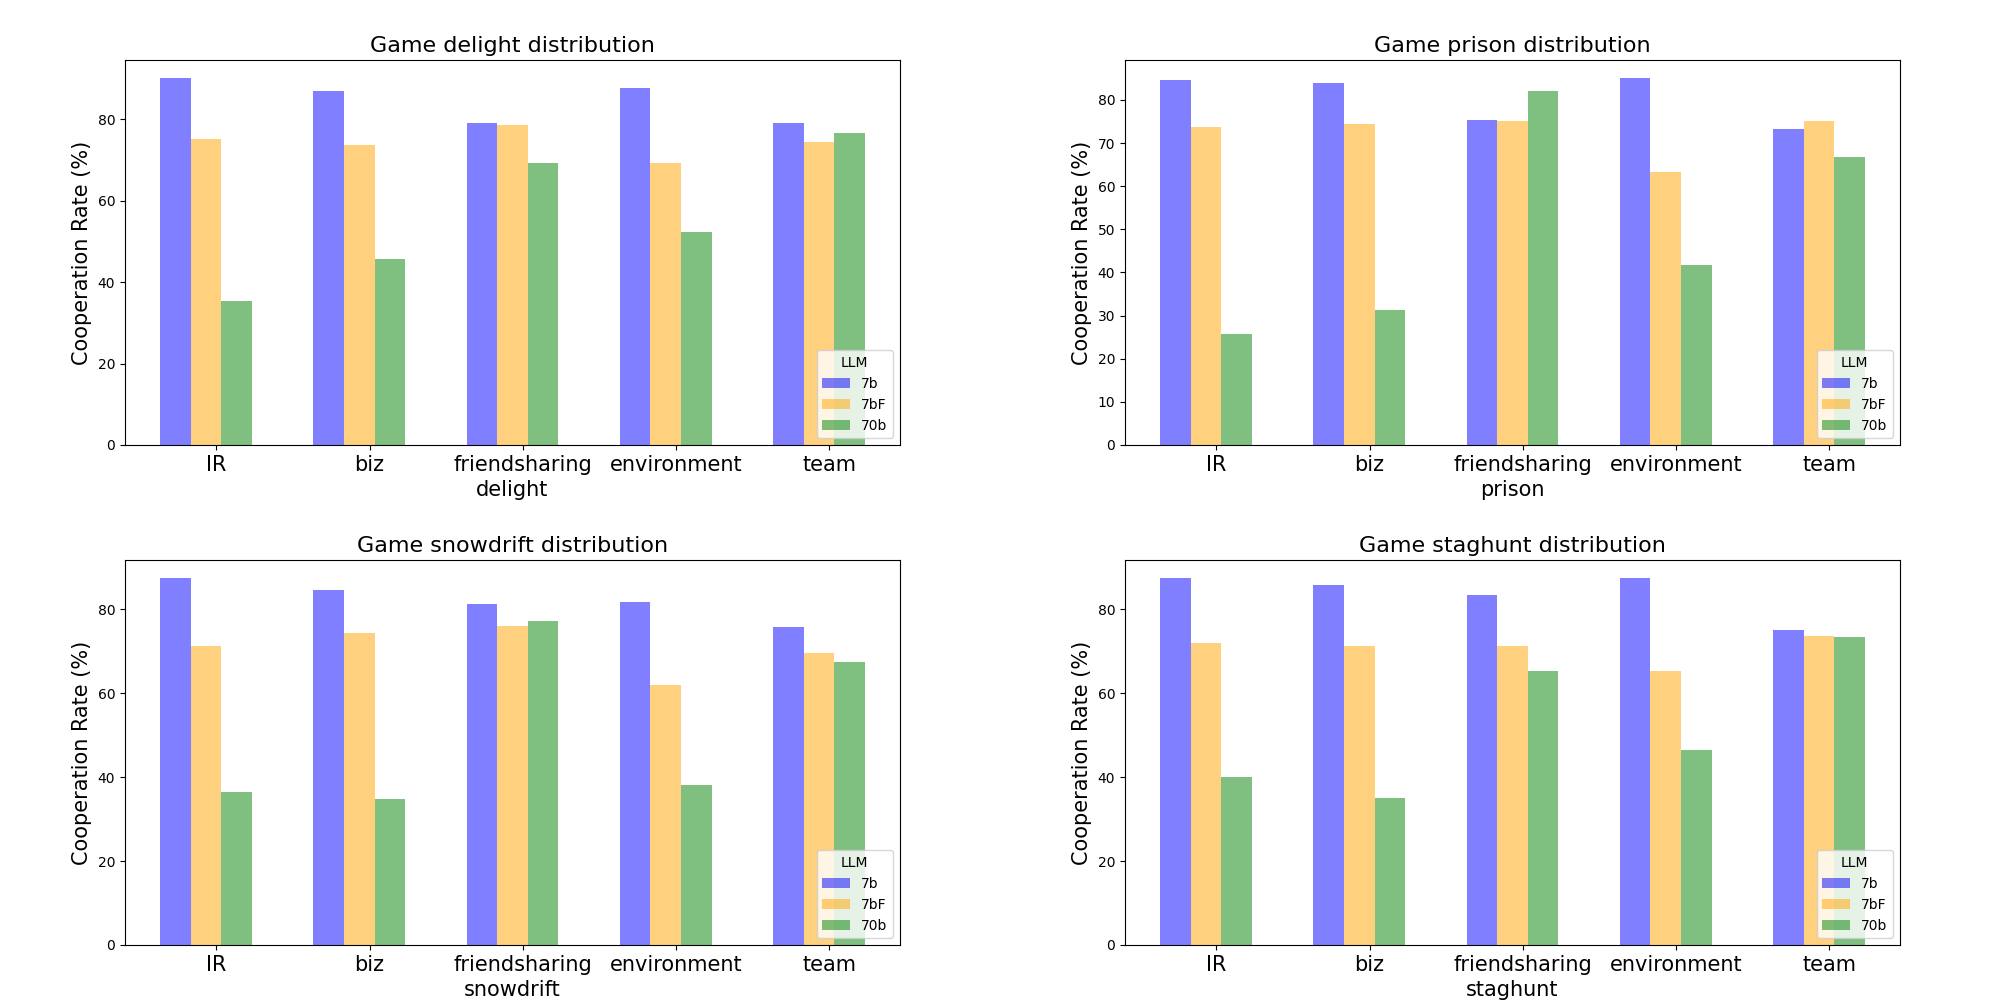 Game delight distribution
Cooperation Rate (%)
80
60
40
20
0
LLM
7b
7bF
70b
IR biz friendsharing environment team
delight
Game prison distribution
Cooperation Rate (%)
80
70
60
50
40
30
20
10
0
LLM
7b
7bF
70b
IR biz friendsharing environment team
prison
Game snowdrift distribution
Cooperation Rate (%)
80
60
40
20
0
LLM
7b
7bF
70b
IR biz friendsharing environment team
snowdrift
Game staghunt distribution
Cooperation Rate (%)
80
60
40
20
0
LLM
7b
7bF
70b
IR biz friendsharing environment team
staghunt